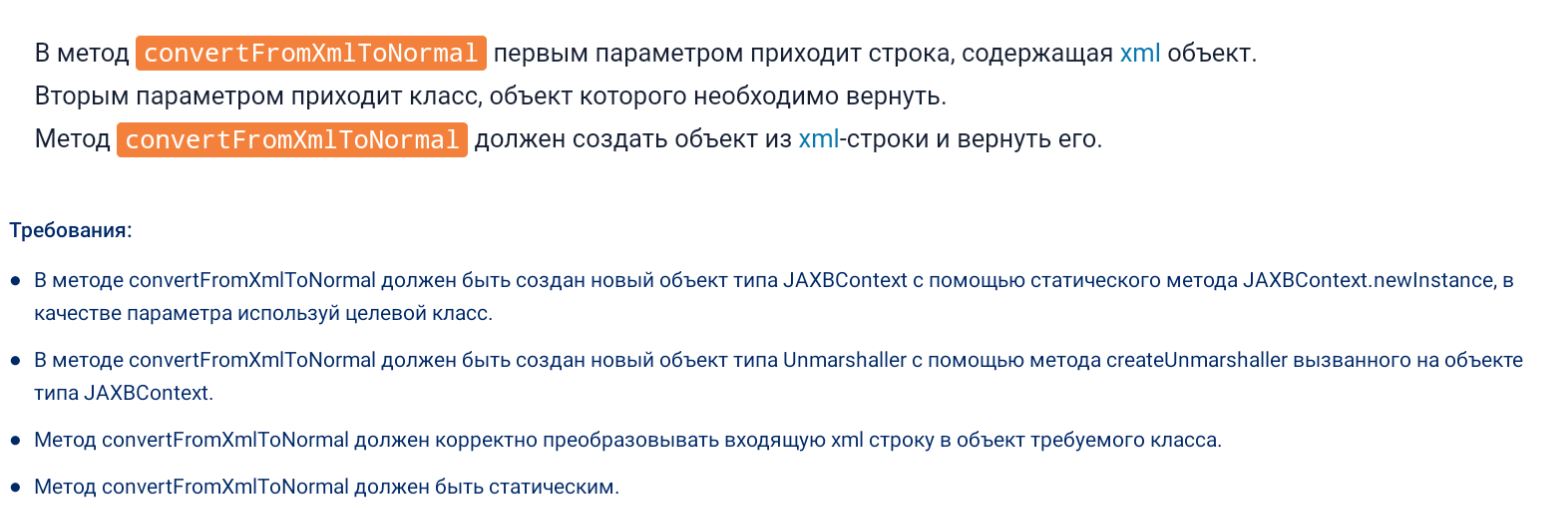 В метод convertFromXmlToNormal первым параметром приходит строка, содержащая xml объект.
Вторым параметром приходит класс, объект которого необходимо вернуть.
Метод convertFromXmlToNormal должен создать объект из xml-строки и вернуть его.
Требования:
● В методе convertFromXmlToNormal должен быть создан новый объект типа JAXBContext с помощью статического метода JAXBContext.newInstance, в
качестве параметра используй целевой класс.
● В методе convertFromXmlToNormal должен быть создан новый объект типа Unmarshaller с помощью метода createUnmarshaller вызванного на объекте
типа JAXBContext.
● Метод convertFromXmlToNormal должен корректно преобразовывать входящую xml строку в объект требуемого класса.
● Метод convertFromXmlToNormal должен быть статическим.